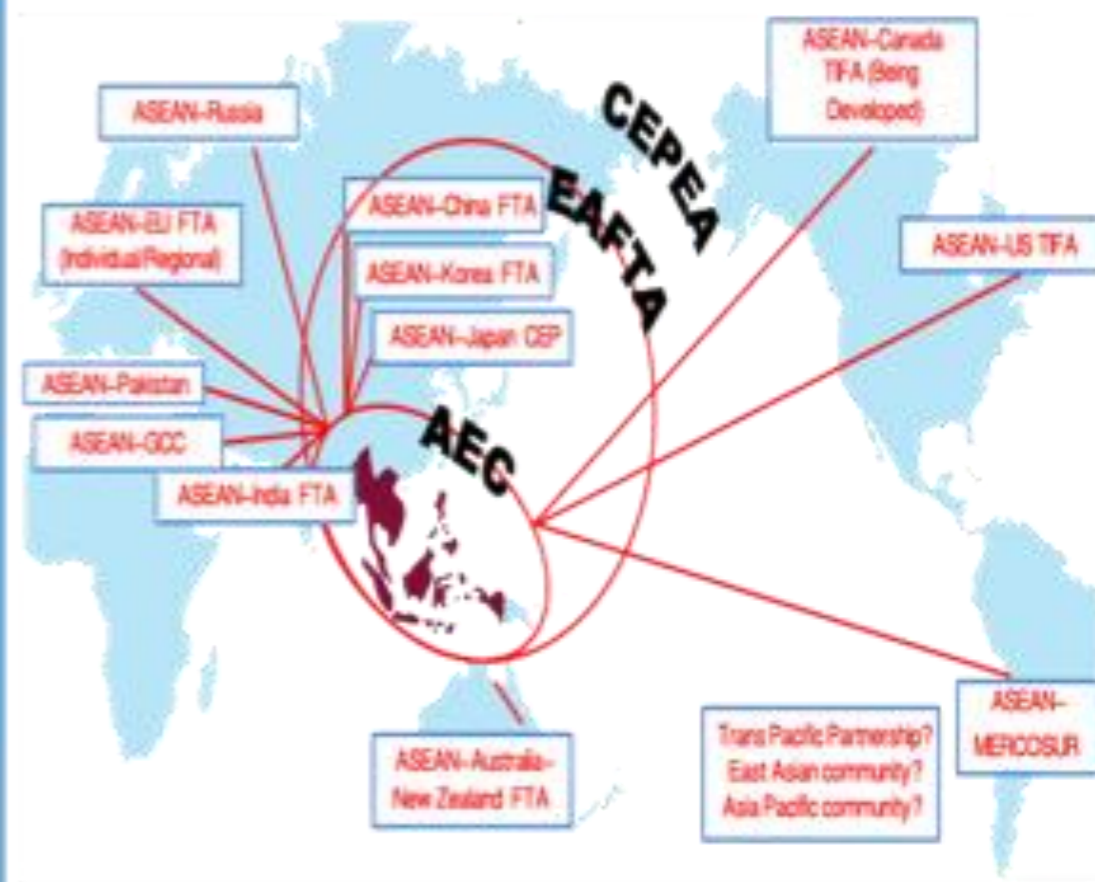 ASEAN–Canada
TIFA (Being
Developed)
ASEAN–Russia
CEPEA
ASEAN–EU FTA
(Individual/Regional)
ASEAN–China FTA
EAFTA
ASEAN–US TIFA
ASEAN–Korea FTA
ASEAN–Japan CEP
ASEAN–Pakistan
ASEAN–GCC
AEC
ASEAN–India FTA
ASEAN–
MERCOSUR
Trans Pacific Partnership?
East Asian community?
Asia Pacific community?
ASEAN–Australia–
New Zealand FTA